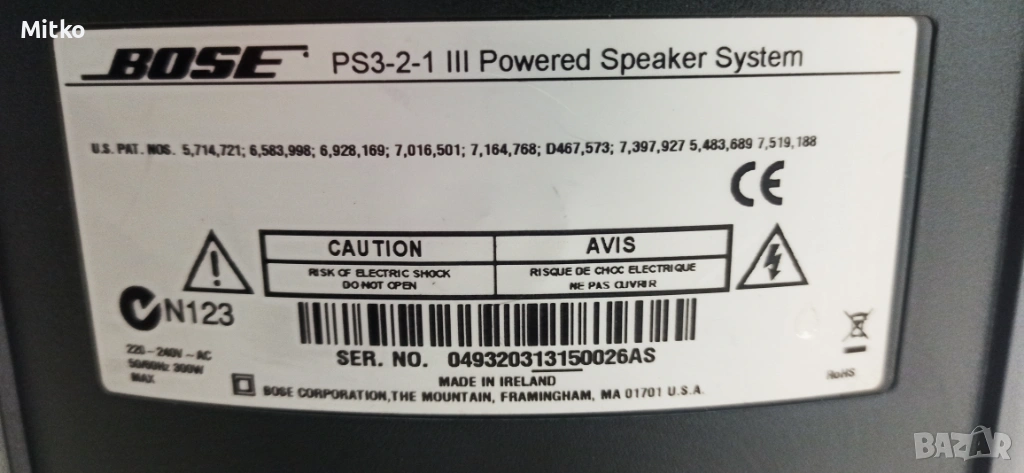 Mitko
BOSE PS3-2-1 III Powered Speaker System
U.S. PAT. NOS. 5,714,721; 6,583,998; 6,928,169; 7,016,501; 7,164,768; D467,573; 7,397,927 5,483,689 7,519,188
CE
CAUTION
RISK OF ELECTRIC SHOCK
DO NOT OPEN
AVIS
RISQUE DE CHOC ELECTRIQUE
NE PAS OUVRIR
N123
220-240V ~ AC
50/60Hz 300W
MAX
SER. NO. 049320313150026AS
MADE IN IRELAND
BOSE CORPORATION, THE MOUNTAIN, FRAMINGHAM, MA 01701 U.S.A.
RoHS
BAZAR